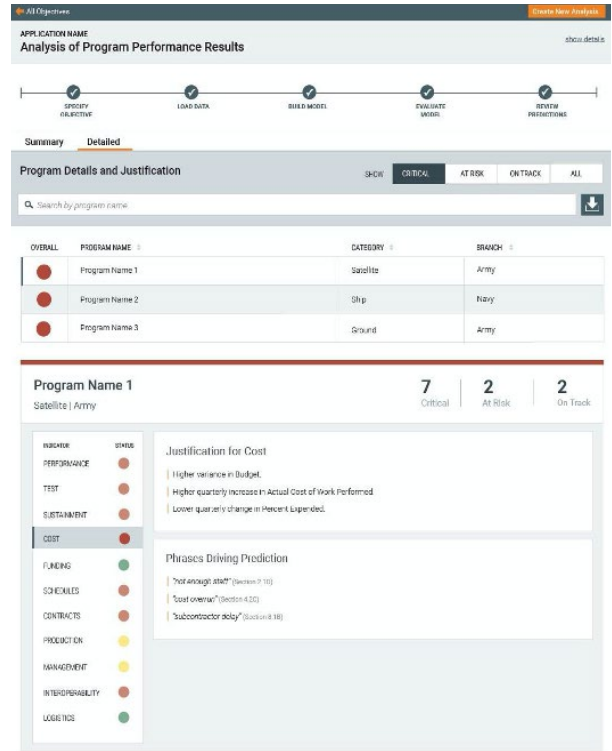 All Objectives
Create New Analysis
APPLICATION NAME
show details
Analysis of Program Performance Results
SPECIFY OBJECTIVE
LOAD DATA
BUILD MODEL
EVALUATE MODEL
REVIEW PREDICTIONS
Summary
Detailed
Program Details and Justification
SHOW
CRITICAL
AT RISK
ON TRACK
ALL
Search by program name
OVERALL
PROGRAM NAME
CATEGORY
BRANCH
Program Name 1
Satellite
Army
Program Name 2
Ship
Navy
Program Name 3
Ground
Army
Program Name 1
7
2
2
Satellite | Army
Critical
At Risk
On Track
INDICATOR
STATUS
PERFORMANCE
TEST
SUSTAINMENT
COST
FUNDING
SCHEDULES
CONTRACTS
PRODUCTION
MANAGEMENT
INTEROPERABILITY
LOGISTICS
Justification for Cost
Higher variance in Budget.
Higher quarterly increase in Actual Cost of Work Performed.
Lower quarterly change in Percent Expended.
Phrases Driving Prediction
"not enough staff" (Section
"cost overrun" (Section
"subcontractor delay" (Section